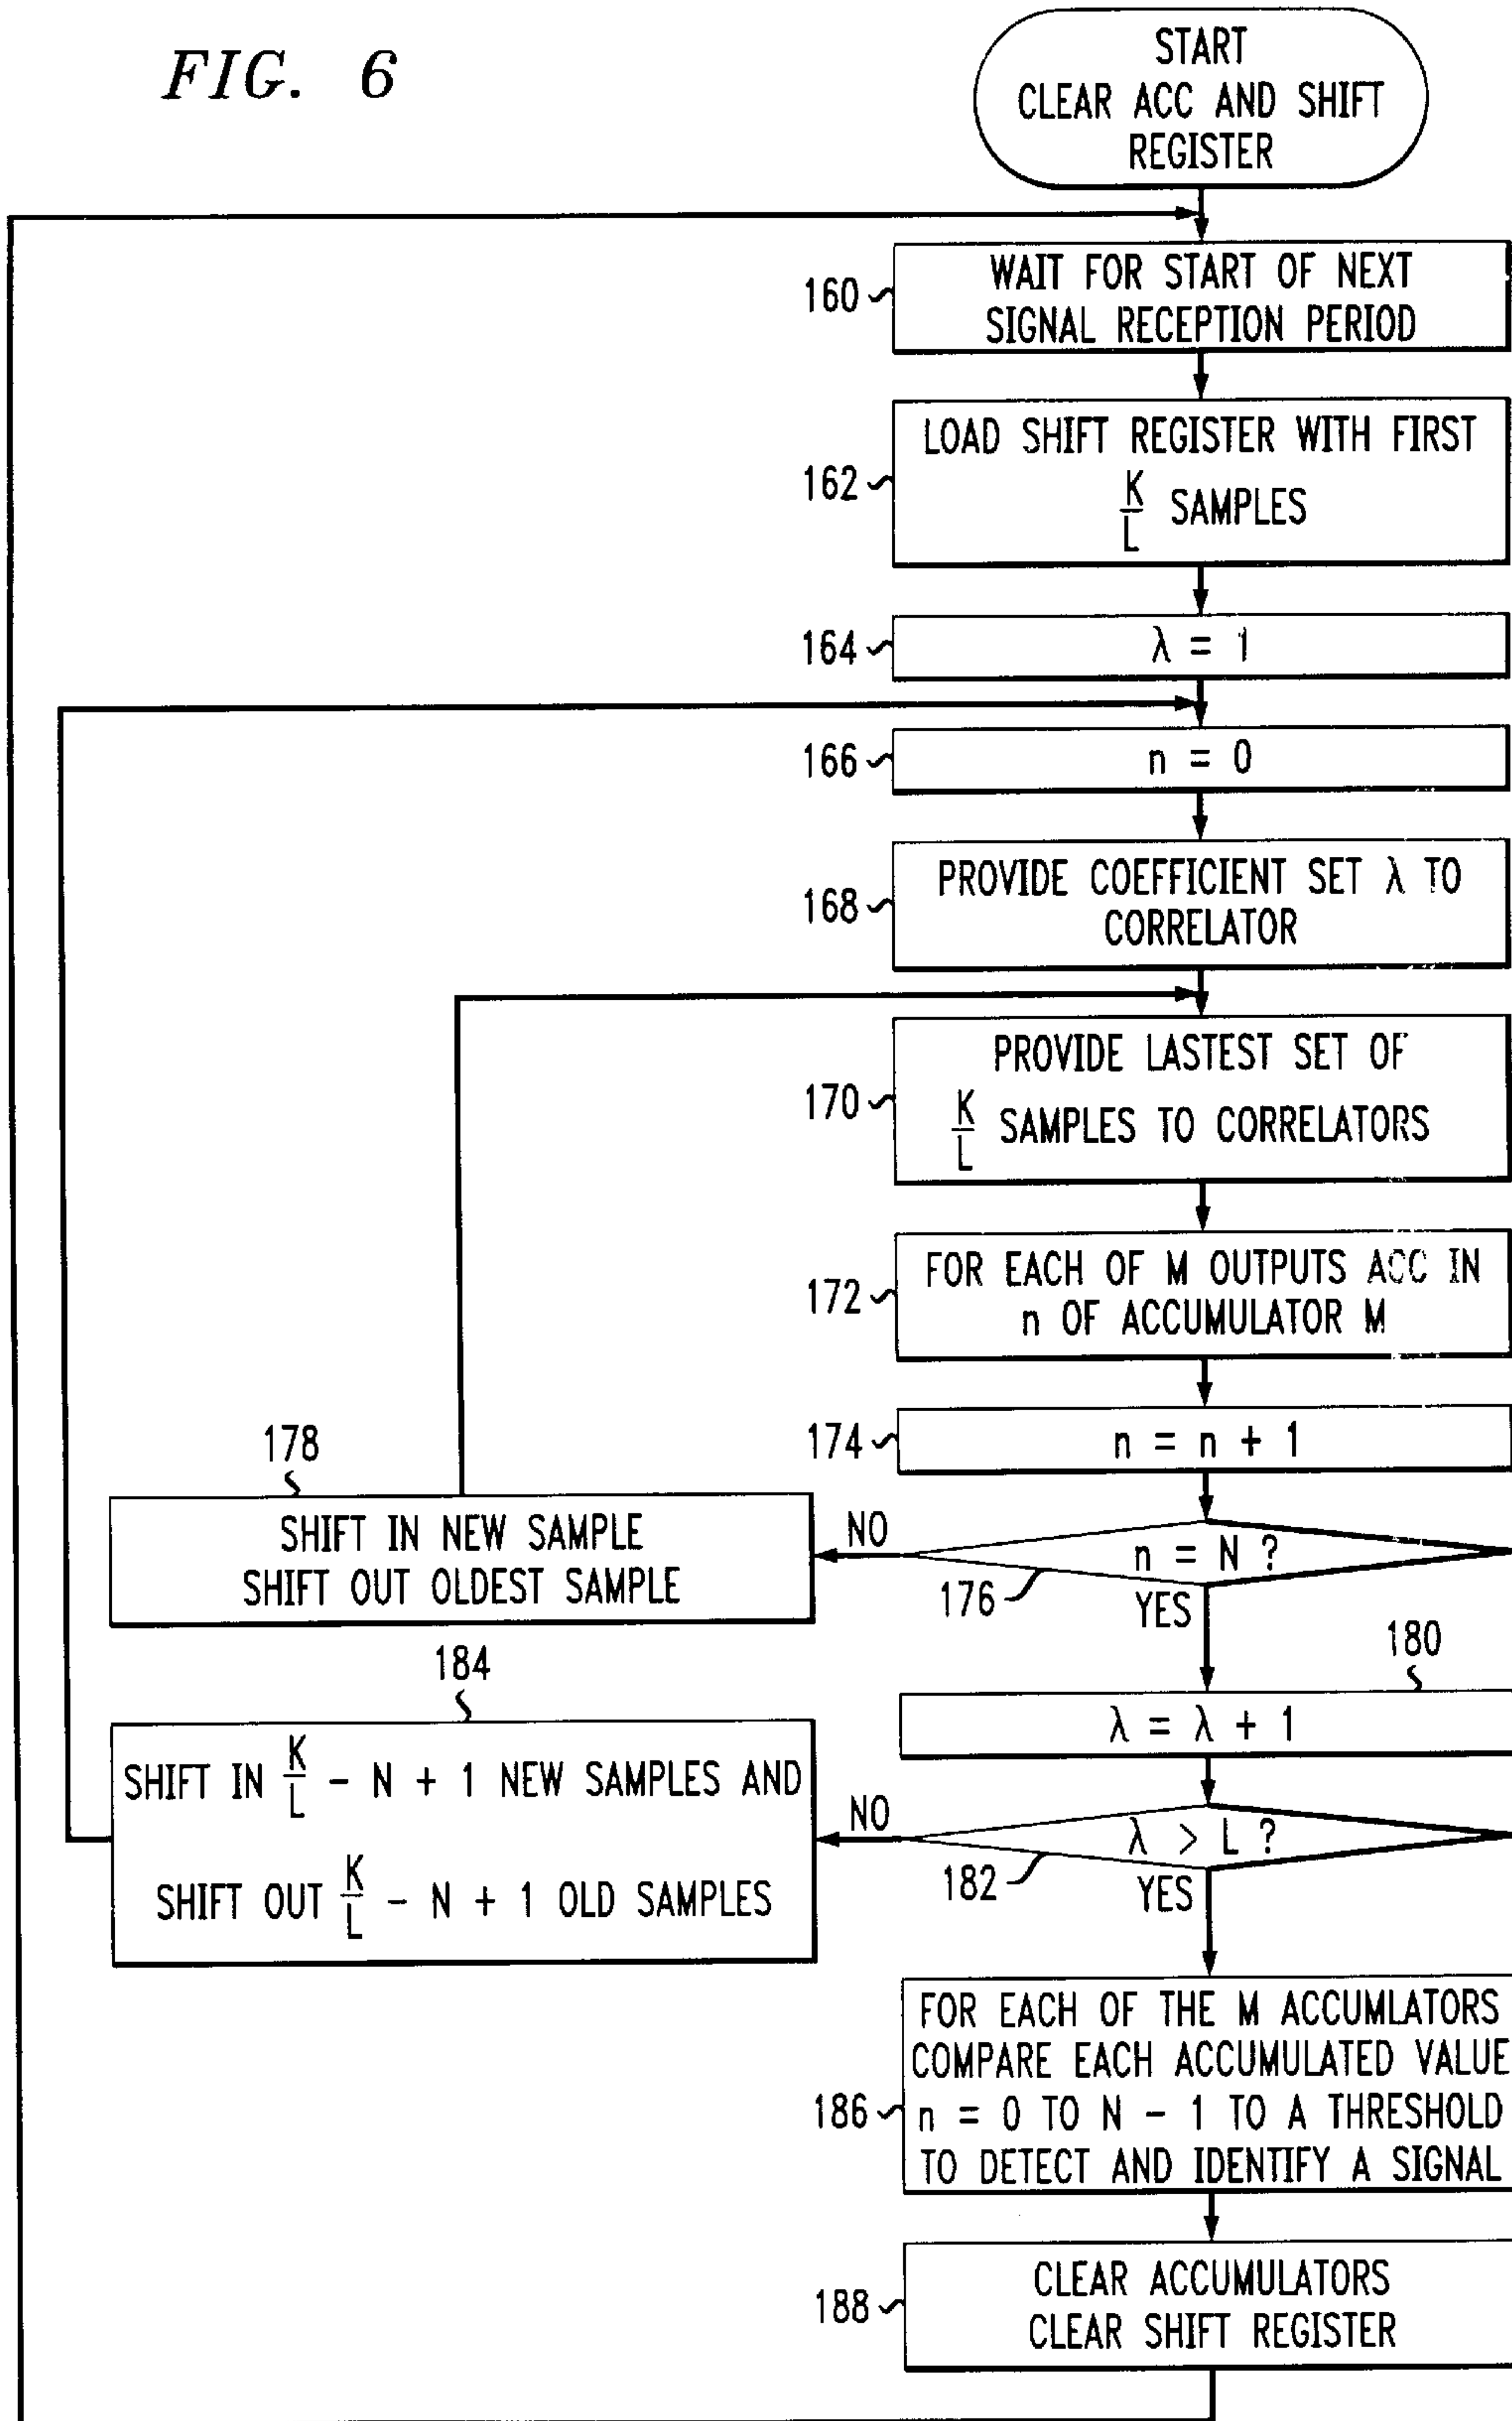 FIG. 6
START
CLEAR ACC AND SHIFT
REGISTER
160
WAIT FOR START OF NEXT
SIGNAL RECEPTION PERIOD
162
LOAD SHIFT REGISTER WITH FIRST
K/L SAMPLES
164
λ = 1
166
n = 0
168
PROVIDE COEFFICIENT SET λ TO
CORRELATOR
170
PROVIDE LASTEST SET OF
K/L SAMPLES TO CORRELATORS
172
FOR EACH OF M OUTPUTS ACC IN
n OF ACCUMULATOR M
174
n = n + 1
178
SHIFT IN NEW SAMPLE
SHIFT OUT OLDEST SAMPLE
NO
n = N ?
176
YES
180
λ = λ + 1
184
SHIFT IN K/L - N + 1 NEW SAMPLES AND
SHIFT OUT K/L - N + 1 OLD SAMPLES
NO
λ > L ?
182
YES
186
FOR EACH OF THE M ACCUMLATORS
COMPARE EACH ACCUMULATED VALUE
n = 0 TO N - 1 TO A THRESHOLD
TO DETECT AND IDENTIFY A SIGNAL
188
CLEAR ACCUMULATORS
CLEAR SHIFT REGISTER